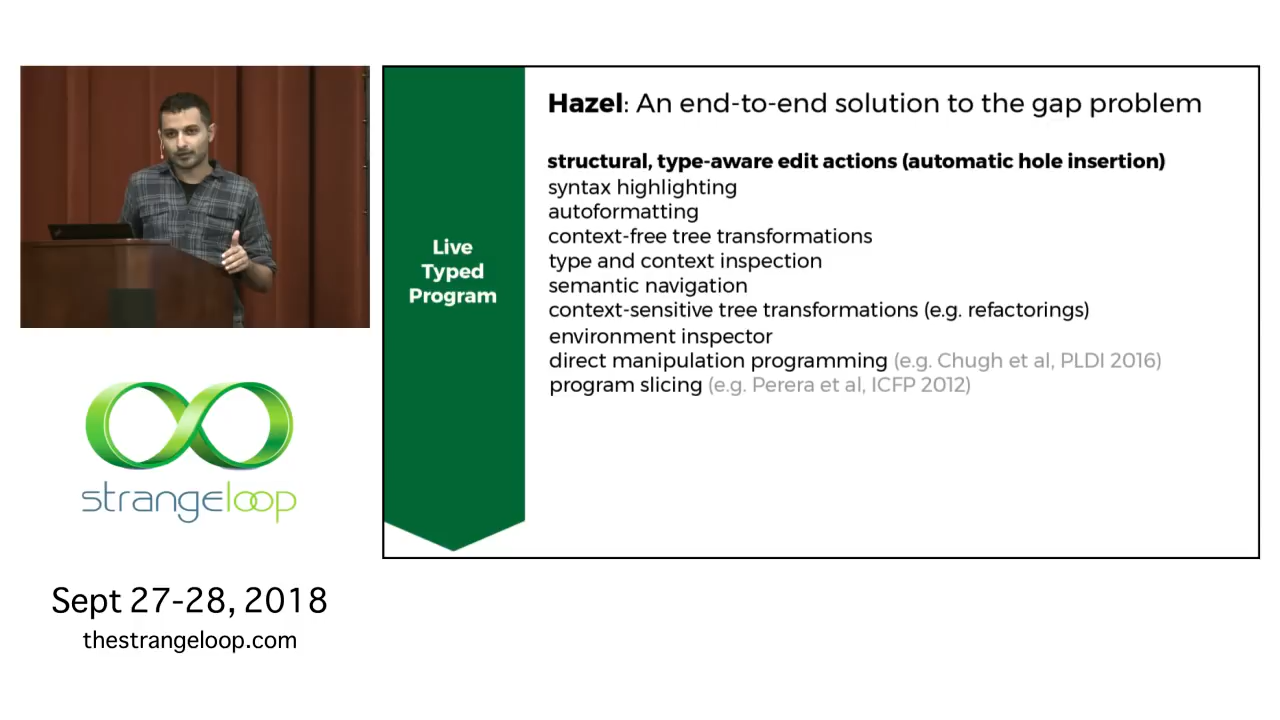 Hazel: An end-to-end solution to the gap problem
structural, type-aware edit actions (automatic hole insertion)
syntax highlighting
autoformatting
context-free tree transformations
type and context inspection
semantic navigation
context-sensitive tree transformations (e.g. refactorings)
environment inspector
direct manipulation programming (e.g. Chugh et al, PLDI 2016)
program slicing (e.g. Perera et al, ICFP 2012)
Live
Typed
Program
strangeloop
Sept 27-28, 2018
thestrangeloop.com